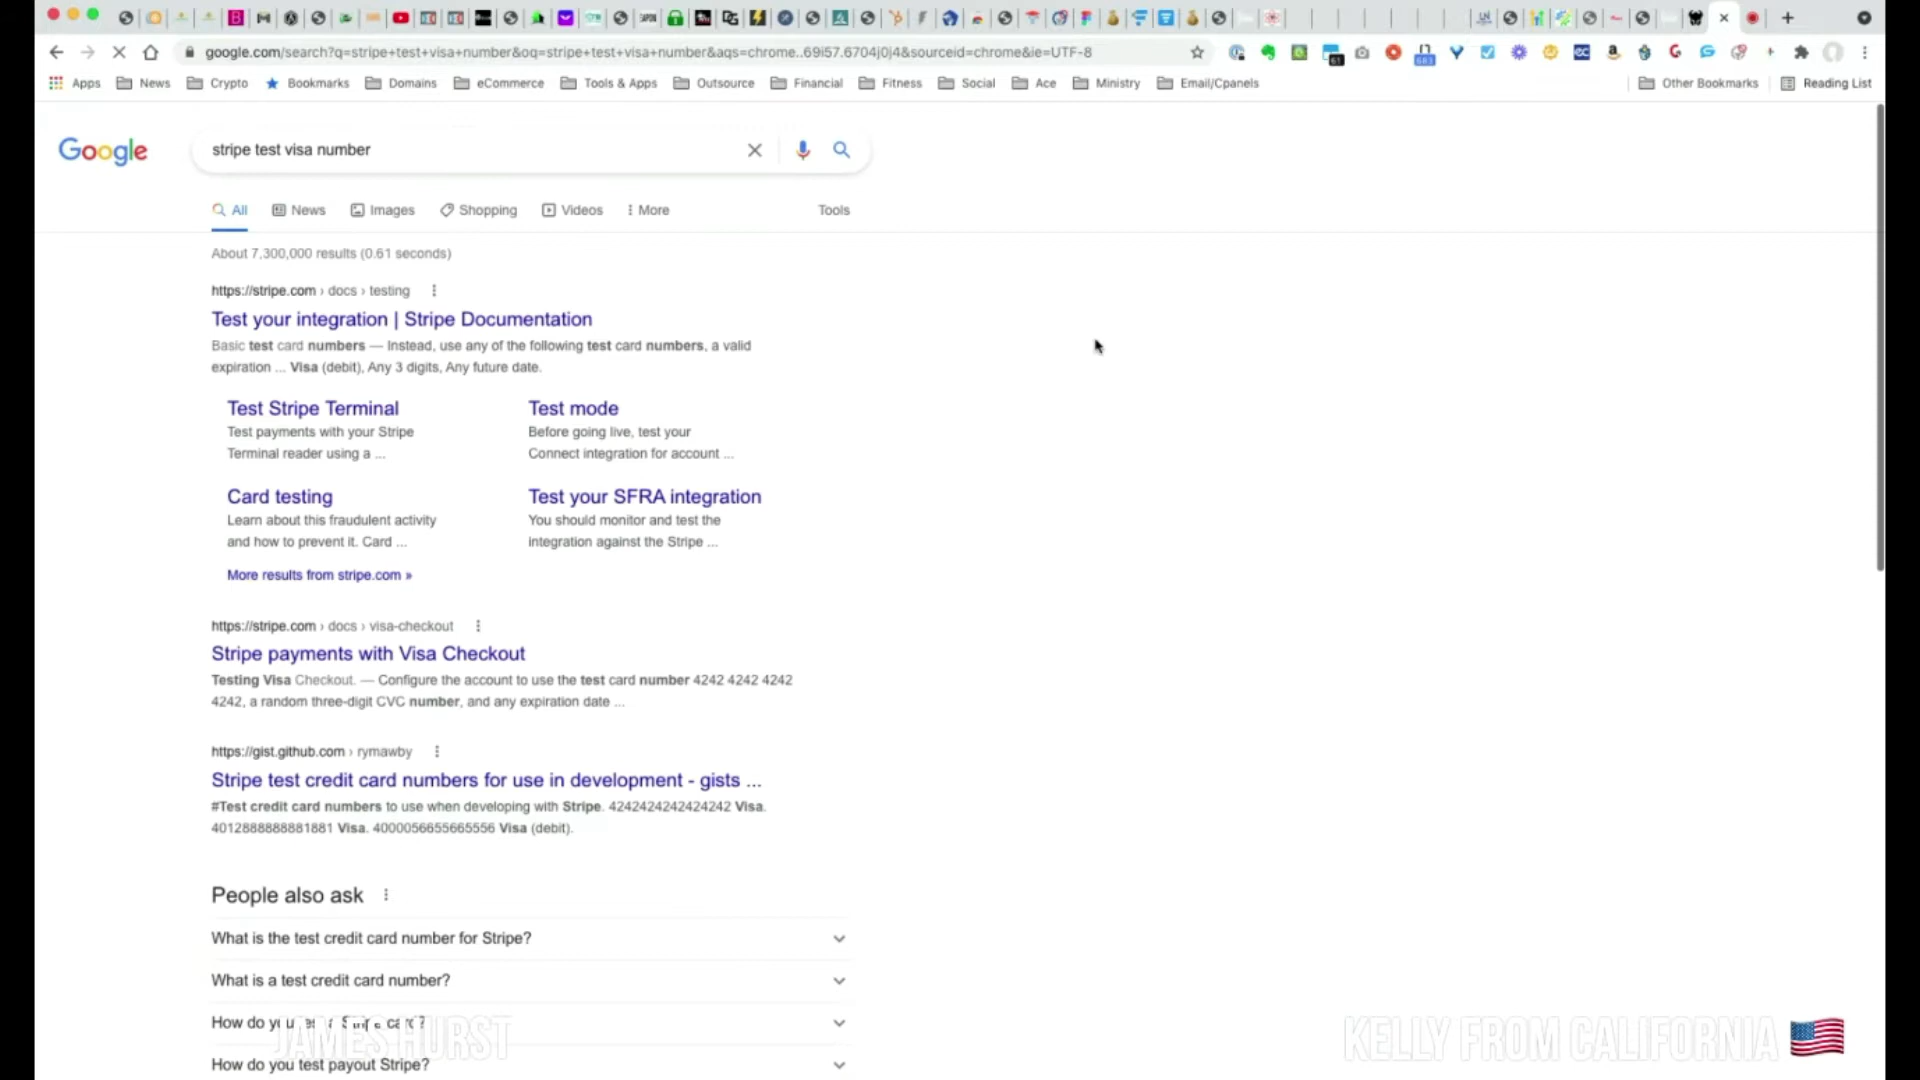 google.com/search?q=stripe+test+visa+number&oq=stripe+test+visa+number&aqs=chrome..69i57.6704j0j4&sourceid=chrome&ie=UTF-8
Apps News Crypto Bookmarks Domains eCommerce Tools & Apps Outsource Financial Fitness Social Ace Ministry Email/Cpanels Other Bookmarks Reading List
Google
stripe test visa number
All News Images Shopping Videos More Tools
About 7,300,000 results (0.61 seconds)
https://stripe.com › docs › testing
Test your integration | Stripe Documentation
Basic test card numbers — Instead, use any of the following test card numbers, a valid
expiration ... Visa (debit), Any 3 digits, Any future date.
Test Stripe Terminal
Test payments with your Stripe
Terminal reader using a ...
Test mode
Before going live, test your
Connect integration for account ...
Card testing
Learn about this fraudulent activity
and how to prevent it. Card ...
Test your SFRA integration
You should monitor and test the
integration against the Stripe ...
More results from stripe.com »
https://stripe.com › docs › visa-checkout
Stripe payments with Visa Checkout
Testing Visa Checkout. — Configure the account to use the test card number 4242 4242 4242
4242, a random three-digit CVC number, and any expiration date ...
https://gist.github.com › rymawby
Stripe test credit card numbers for use in development - gists ...
#Test credit card numbers to use when developing with Stripe. 4242424242424242 Visa.
4012888888881881 Visa. 4000056655665556 Visa (debit).
People also ask
What is the test credit card number for Stripe?
What is a test credit card number?
How do you test a Stripe card?
How do you test payout Stripe?
JAMES HURST
KELLY FROM CALIFORNIA